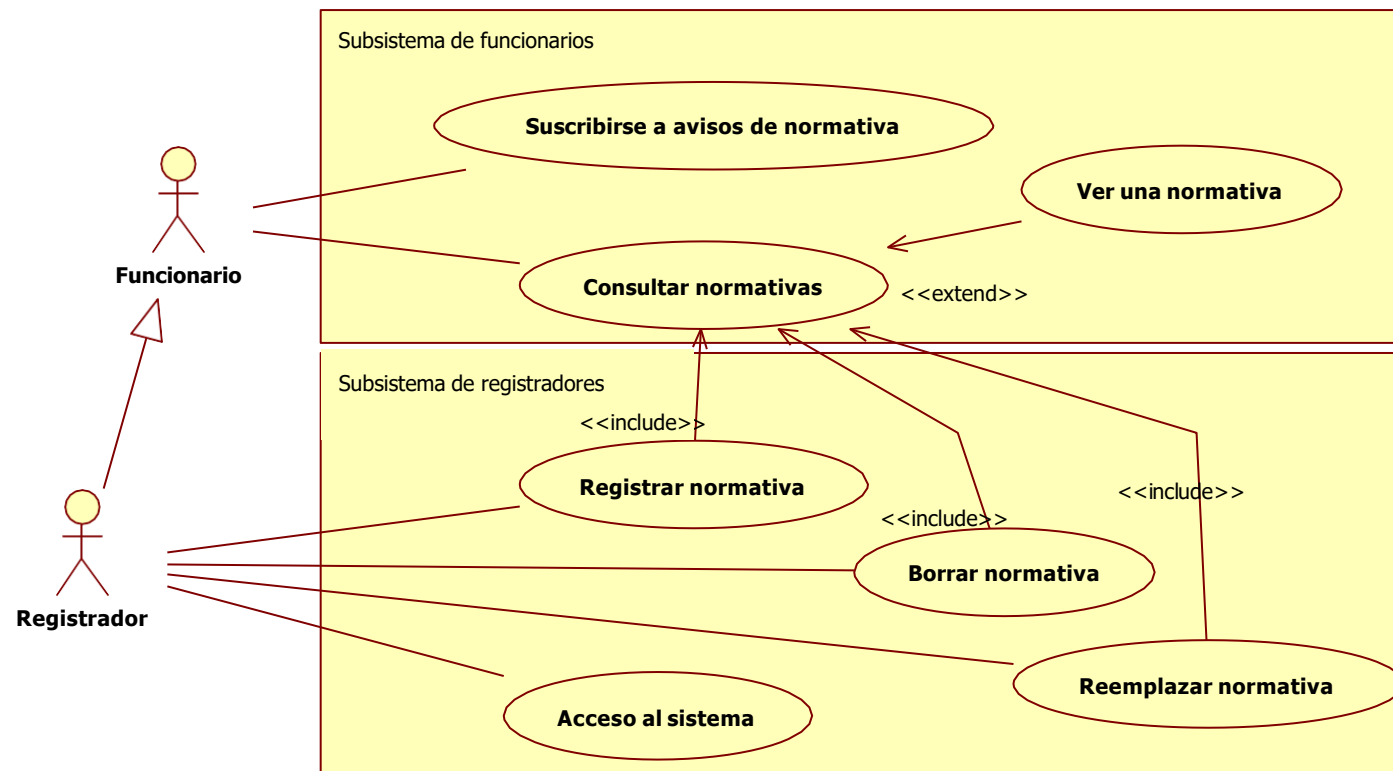 Subsistema de funcionarios
Suscribirse a avisos de normativa
Ver una normativa
Funcionario
Consultar normativas
<<extend>>
Subsistema de registradores
<<include>>
Registrar normativa
<<include>>
<<include>>
Borrar normativa
Registrador
Reemplazar normativa
Acceso al sistema